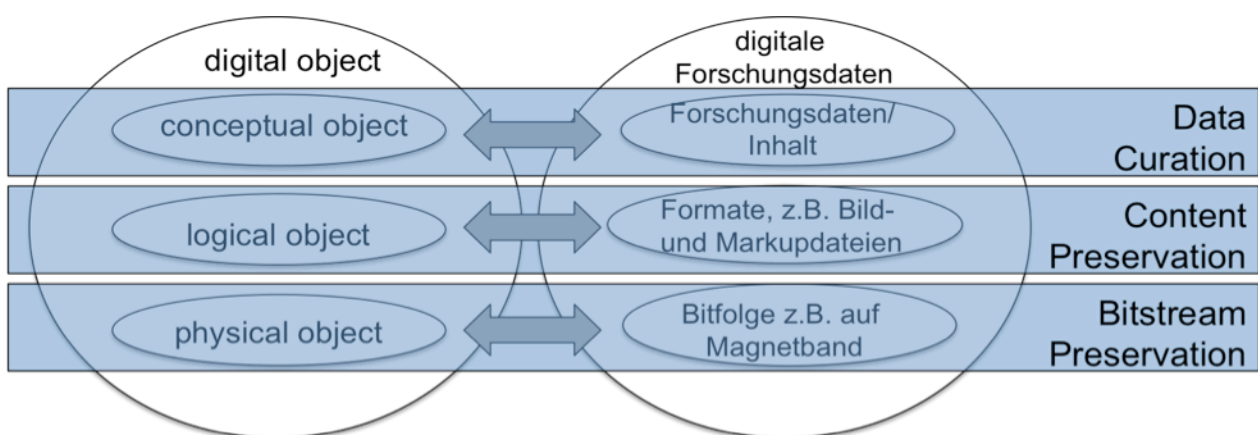 digital object
digitale
Forschungsdaten
conceptual object
Forschungsdaten/
Inhalt
Data
Curation
logical object
Formate, z.B. Bild-
und Markupdateien
Content
Preservation
physical object
Bitfolge z.B. auf
Magnetband
Bitstream
Preservation